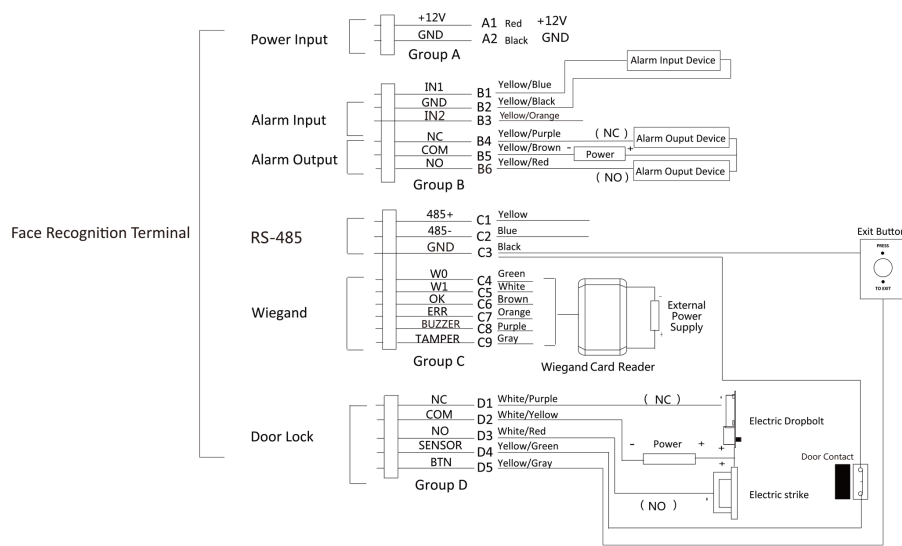 Face Recognition Terminal
Power Input
+12V A1 Red +12V
GND A2 Black GND
Group A
Alarm Input
Alarm Output
IN1 B1 Yellow/Blue
GND B2 Yellow/Black
IN2 B3 Yellow/Orange
NC B4 Yellow/Purple ( NC )
COM B5 Yellow/Brown - Power +
NO B6 Yellow/Red ( NO )
Group B
Alarm Input Device
Alarm Ouput Device
Alarm Ouput Device
RS-485
485+ C1 Yellow
485- C2 Blue
GND C3 Black
Wiegand
W0 C4 Green
W1 C5 White
OK C6 Brown
ERR C7 Orange
BUZZER C8 Purple
TAMPER C9 Gray
Group C
Wiegand Card Reader
- External
Power
Supply
+
Exit Button
PRESS
TO EXIT
Door Lock
NC D1 White/Purple ( NC ) -
COM D2 White/Yellow - Power +
NO D3 White/Red ( NO ) -
SENSOR D4 Yellow/Green
BTN D5 Yellow/Gray
Group D
Electric Dropbolt
+
+
Electric strike
Door Contact